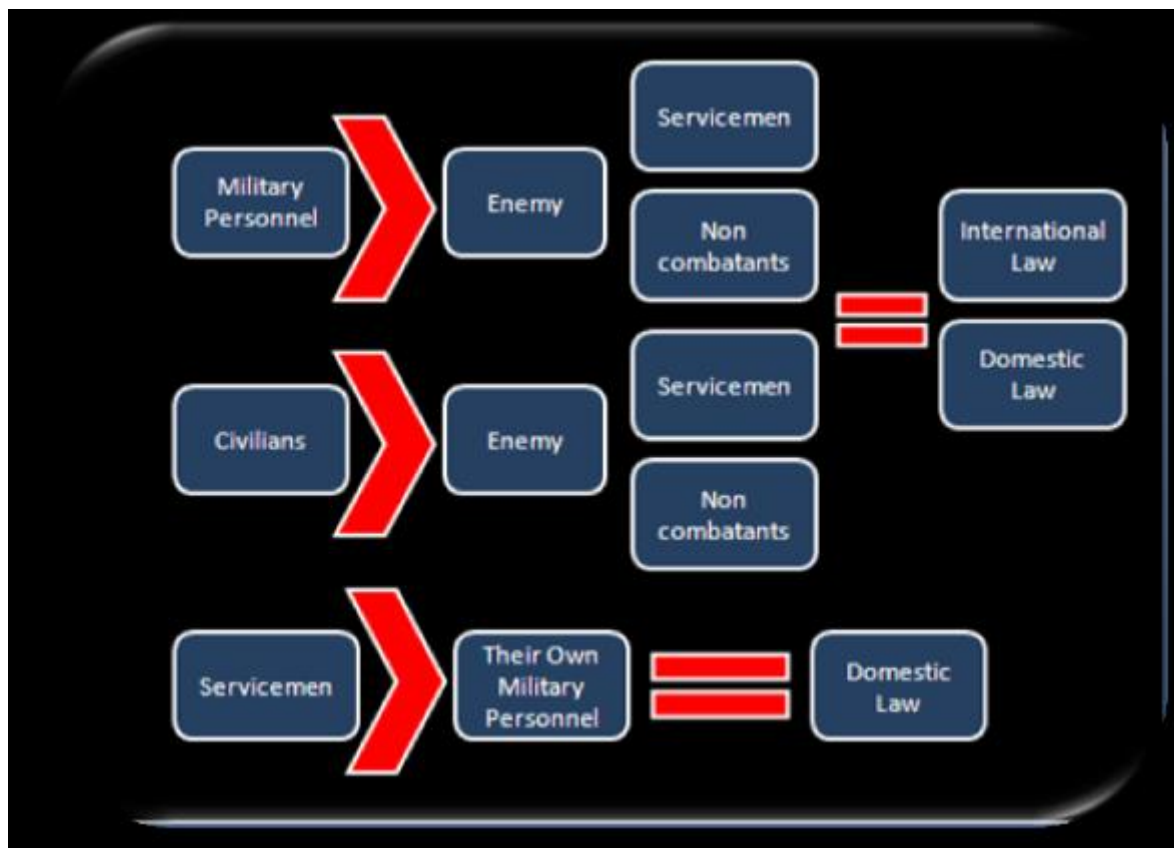 Military
Personnel
Enemy
Servicemen
Non
combatants
International
Law
Civilians
Enemy
Servicemen
Non
combatants
Domestic
Law
Servicemen
Their Own
Military
Personnel
Domestic
Law